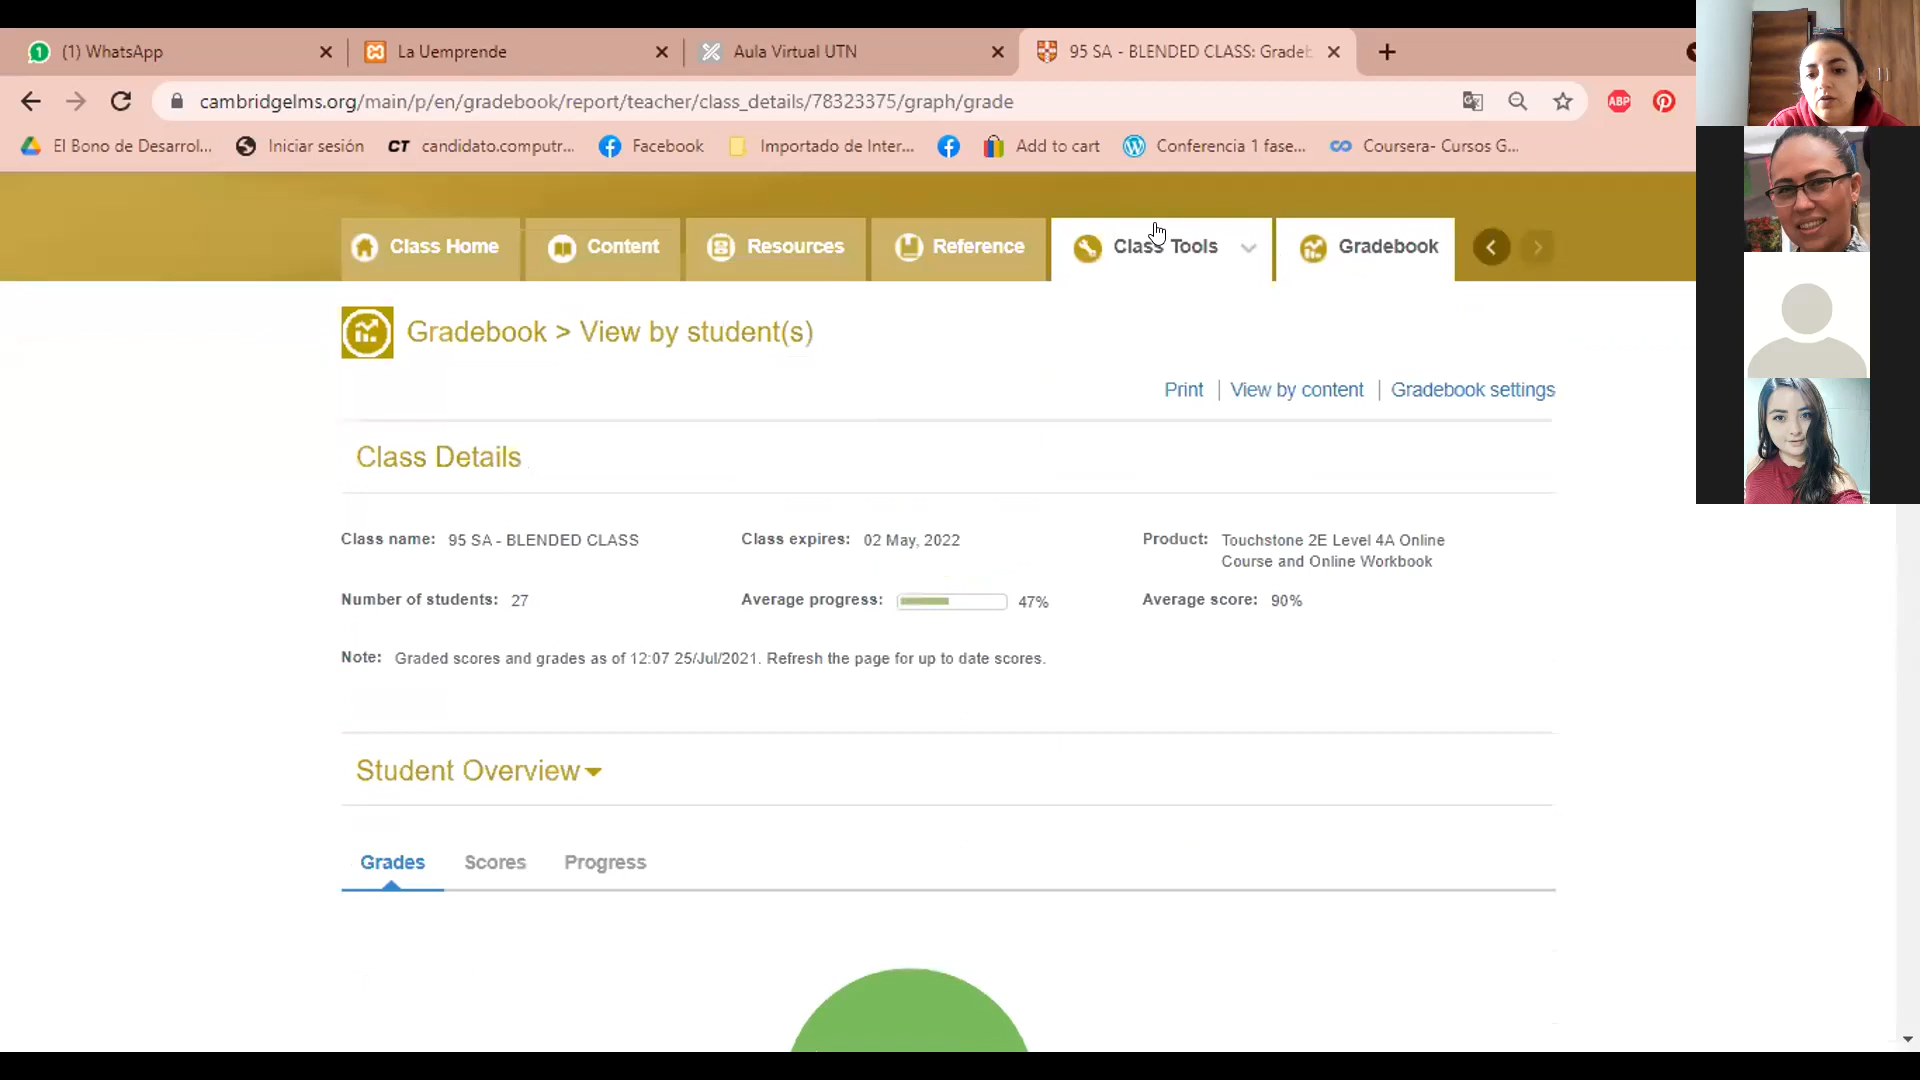 (1) WhatsApp
La Uemprende
Aula Virtual UTN
95 SA - BLENDED CLASS: Gradeb
cambridgelms.org/main/p/en/gradebook/report/teacher/class_details/78323375/graph/grade
ABP
El Bono de Desarrol...
Iniciar sesión
CT candidato.computr...
Facebook
Importado de Inter...
Add to cart
Conferencia 1 fase...
Coursera- Cursos G...
Class Home
Content
Resources
Reference
Class Tools
Gradebook
Gradebook > View by student(s)
Print | View by content | Gradebook settings
Class Details
Class name: 95 SA - BLENDED CLASS
Class expires: 02 May, 2022
Product: Touchstone 2E Level 4A Online
Course and Online Workbook
Number of students: 27
Average progress: 47%
Average score: 90%
Note: Graded scores and grades as of 12:07 25/Jul/2021. Refresh the page for up to date scores.
Student Overview
Grades
Scores
Progress